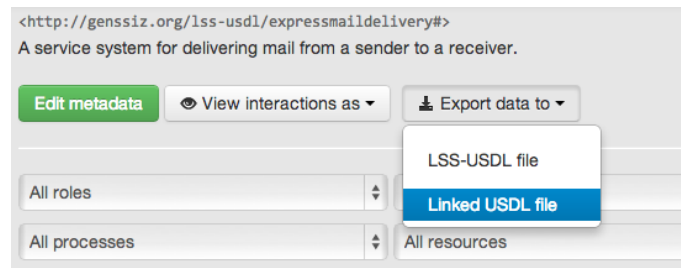 <http://genssiz.org/lss-usdl/expressmaildelivery#>
A service system for delivering mail from a sender to a receiver.
Edit metadata View interactions as Export data to
LSS-USDL file
All roles
Linked USDL file
All processes All resources